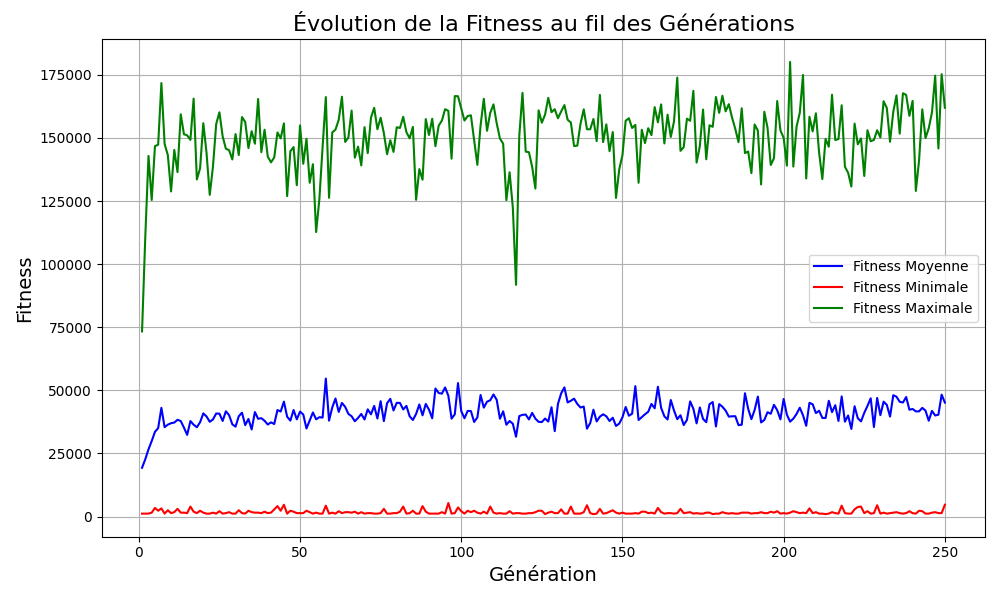 Évolution de la Fitness au fil des Générations
Fitness
175000
150000
125000
100000
75000
50000
25000
0
Fitness Moyenne
Fitness Minimale
Fitness Maximale
0 50 100 150 200 250
Génération